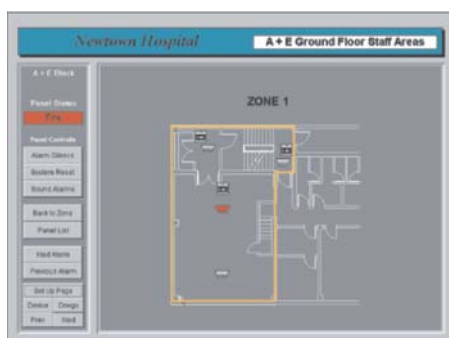 Newtown Hospital
A + E Ground Floor Staff Areas
A + E Block
Panel Status
Fire
Panel Controls
Alarm Silence
System Reset
Sound Alarms
Back to Zone
Panel List
Next Alarm
Previous Alarm
Set Up Page
Device Design
Prev Next
ZONE 1